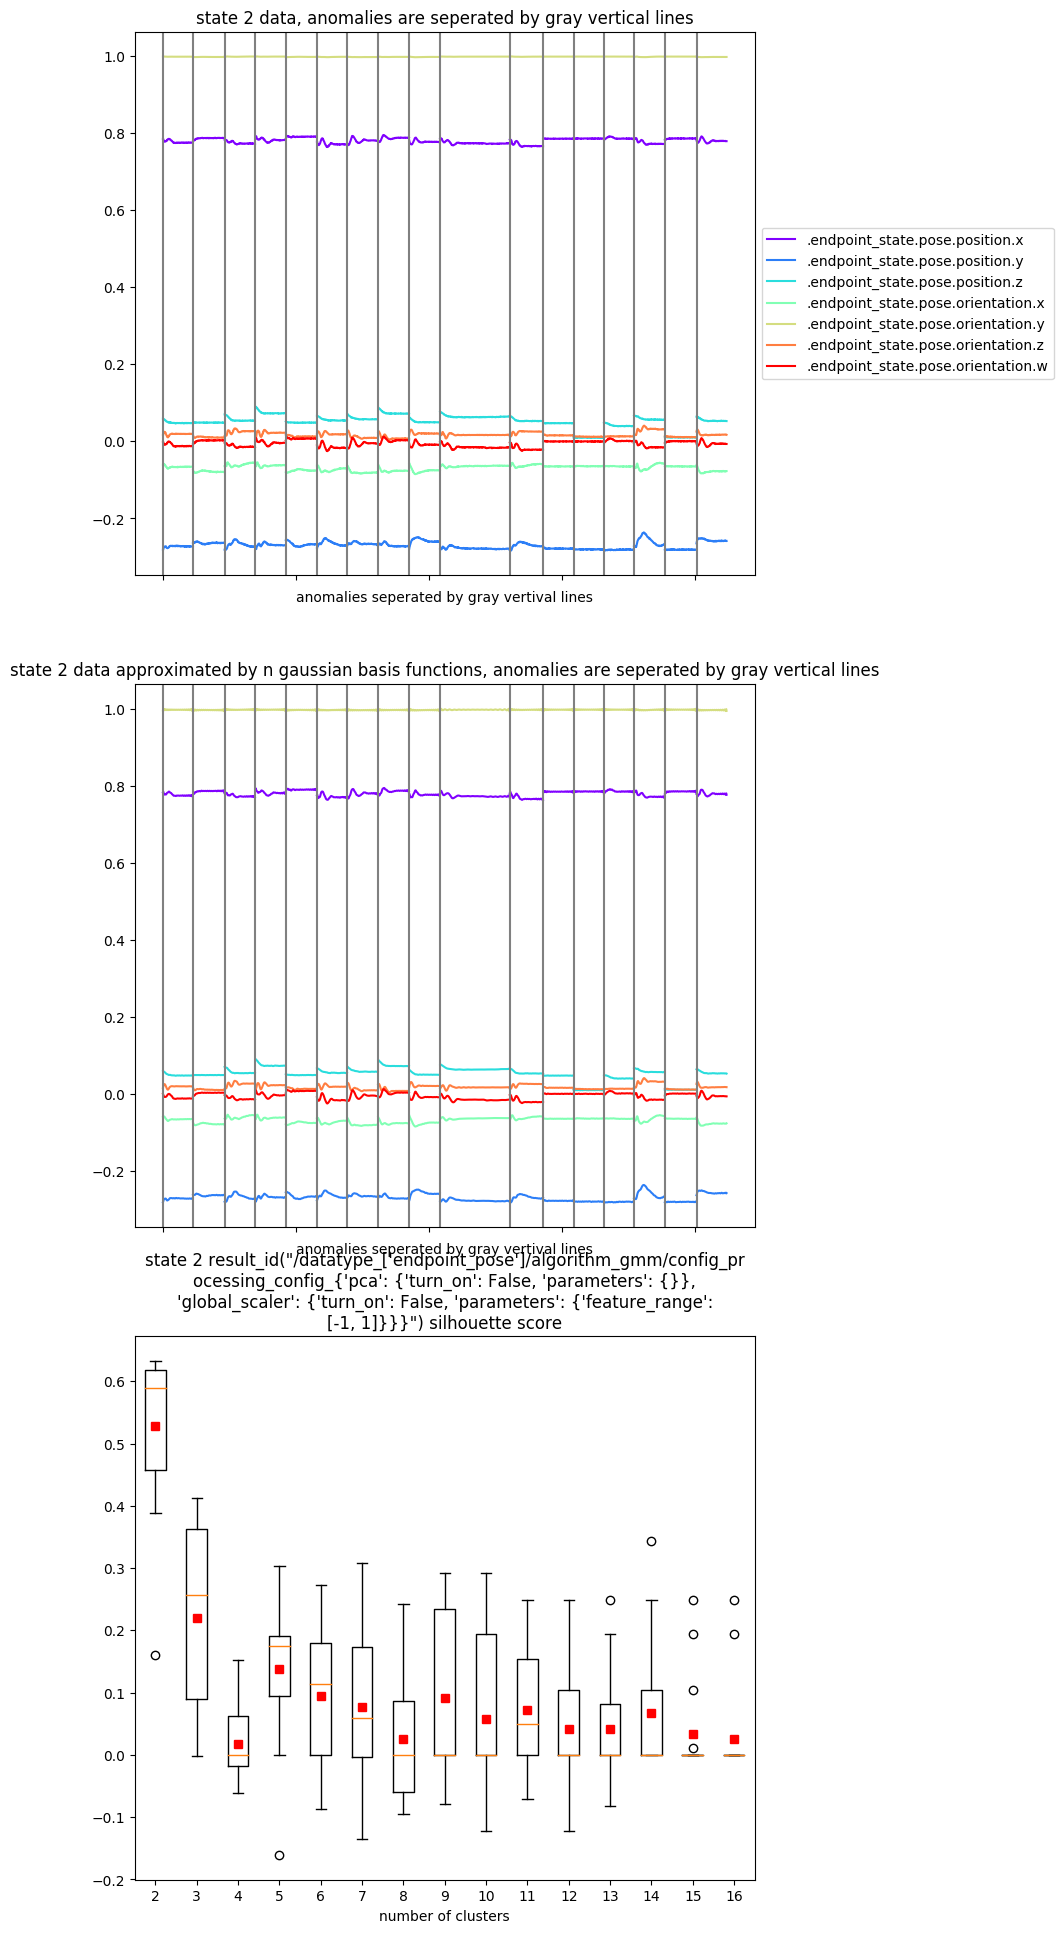 state 2 data, anomalies are seperated by gray vertical lines
1.0
0.8
0.6
0.4
0.2
0.0
−0.2
anomalies seperated by gray vertival lines
.endpoint_state.pose.position.x
.endpoint_state.pose.position.y
.endpoint_state.pose.position.z
.endpoint_state.pose.orientation.x
.endpoint_state.pose.orientation.y
.endpoint_state.pose.orientation.z
.endpoint_state.pose.orientation.w
state 2 data approximated by n gaussian basis functions, anomalies are seperated by gray vertical lines
1.0
0.8
0.6
0.4
0.2
0.0
−0.2
anomalies seperated by gray vertival lines
state 2 result_id("/datatype_['endpoint_pose']/algorithm_gmm/config_pr
ocessing_config_{'pca': {'turn_on': False, 'parameters': {}},
'global_scaler': {'turn_on': False, 'parameters': {'feature_range':
[-1, 1]}}}") silhouette score
0.6
0.5
0.4
0.3
0.2
0.1
0.0
−0.1
−0.2
2 3 4 5 6 7 8 9 10 11 12 13 14 15 16
number of clusters